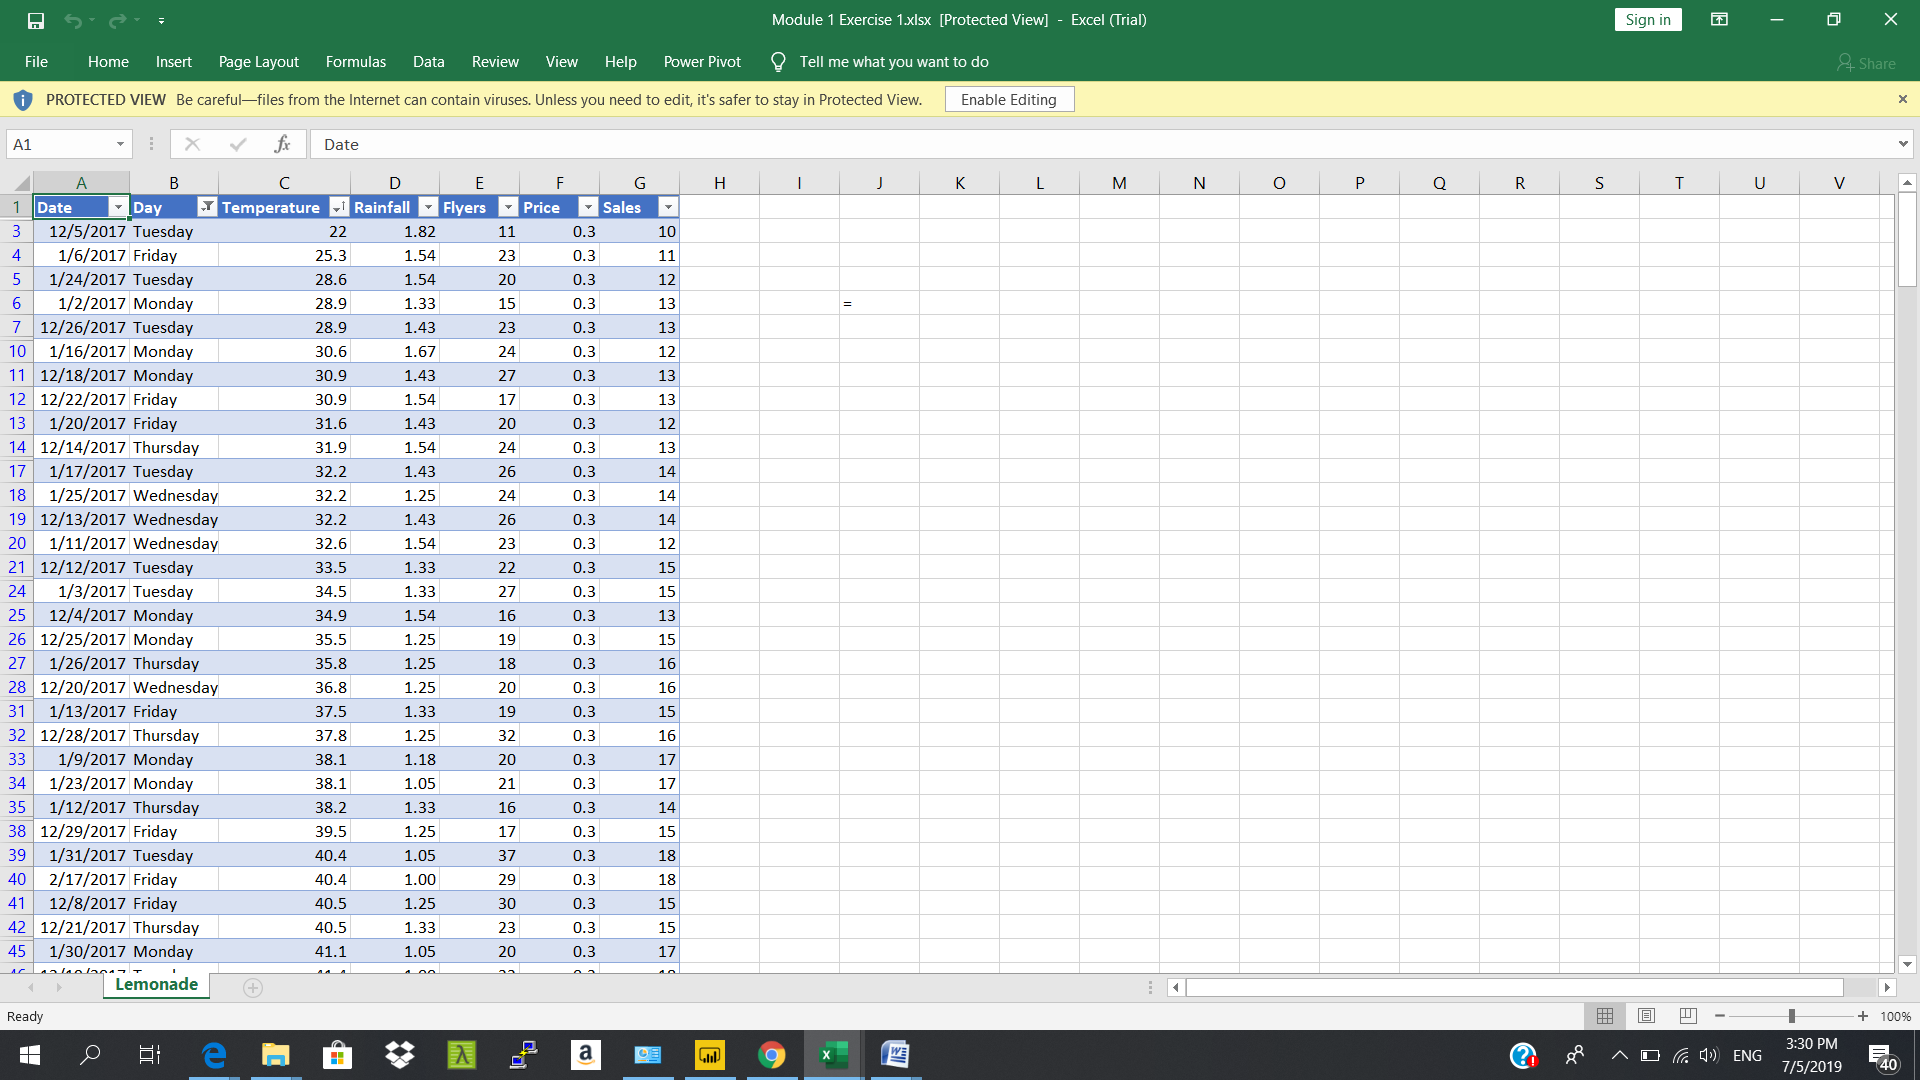 Module 1 Exercise 1.xlsx [Protected View] - Excel (Trial)
Sign in
File Home Insert Page Layout Formulas Data Review View Help Power Pivot Tell me what you want to do Share
PROTECTED VIEW Be careful—files from the Internet can contain viruses. Unless you need to edit, it's safer to stay in Protected View. Enable Editing
A1 fx Date
A B C D E F G H I J K L M N O P Q R S T U V
1 Date Day Temperature Rainfall Flyers Price Sales
3 12/5/2017 Tuesday 22 1.82 11 0.3 10
4 1/6/2017 Friday 25.3 1.54 23 0.3 11
5 1/24/2017 Tuesday 28.6 1.54 20 0.3 12
6 1/2/2017 Monday 28.9 1.33 15 0.3 13 =
7 12/26/2017 Tuesday 28.9 1.43 23 0.3 13
10 1/16/2017 Monday 30.6 1.67 24 0.3 12
11 12/18/2017 Monday 30.9 1.43 27 0.3 13
12 12/22/2017 Friday 30.9 1.54 17 0.3 13
13 1/20/2017 Friday 31.6 1.43 20 0.3 12
14 12/14/2017 Thursday 31.9 1.54 24 0.3 13
17 1/17/2017 Tuesday 32.2 1.43 26 0.3 14
18 1/25/2017 Wednesday 32.2 1.25 24 0.3 14
19 12/13/2017 Wednesday 32.2 1.43 26 0.3 14
20 1/11/2017 Wednesday 32.6 1.54 23 0.3 12
21 12/12/2017 Tuesday 33.5 1.33 22 0.3 15
24 1/3/2017 Tuesday 34.5 1.33 27 0.3 15
25 12/4/2017 Monday 34.9 1.54 16 0.3 13
26 12/25/2017 Monday 35.5 1.25 19 0.3 15
27 1/26/2017 Thursday 35.8 1.25 18 0.3 16
28 12/20/2017 Wednesday 36.8 1.25 20 0.3 16
31 1/13/2017 Friday 37.5 1.33 19 0.3 15
32 12/28/2017 Thursday 37.8 1.25 32 0.3 16
33 1/9/2017 Monday 38.1 1.18 20 0.3 17
34 1/23/2017 Monday 38.1 1.05 21 0.3 17
35 1/12/2017 Thursday 38.2 1.33 16 0.3 14
38 12/29/2017 Friday 39.5 1.25 17 0.3 15
39 1/31/2017 Tuesday 40.4 1.05 37 0.3 18
40 2/17/2017 Friday 40.4 1.00 29 0.3 18
41 12/8/2017 Friday 40.5 1.25 30 0.3 15
42 12/21/2017 Thursday 40.5 1.33 23 0.3 15
45 1/30/2017 Monday 41.1 1.05 20 0.3 17
Lemonade
Ready 100%
ENG 3:30 PM
7/5/2019 40